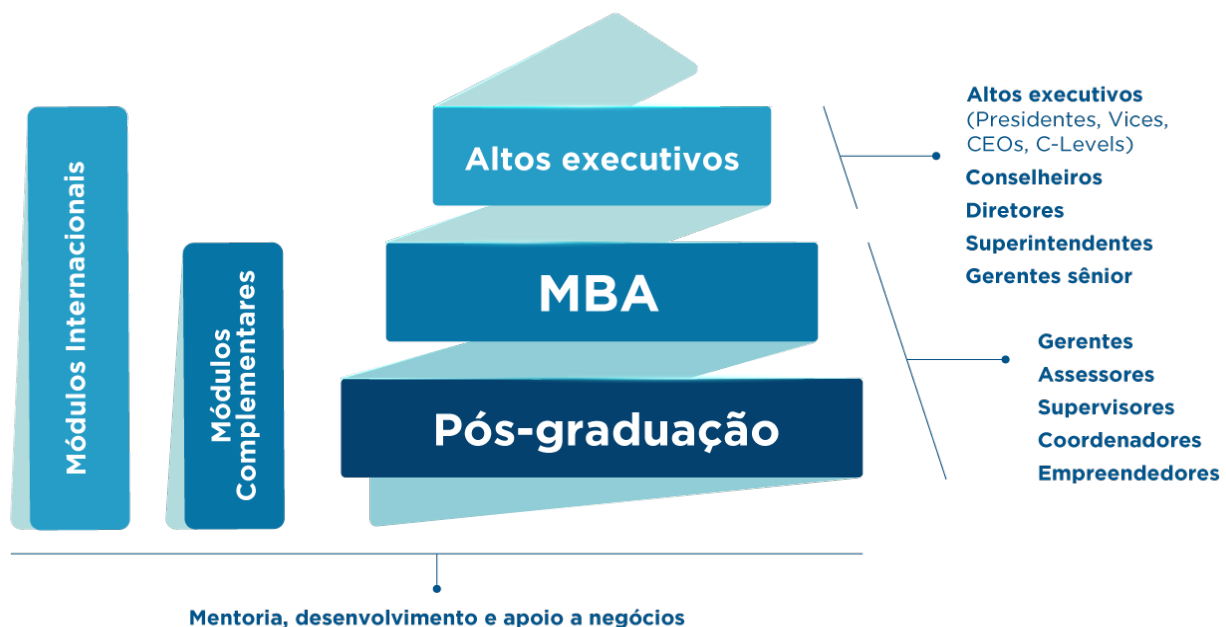 Módulos Internacionais
Módulos
Complementares
Altos executivos
MBA
Pós-graduação
Altos executivos
(Presidentes, Vices,
CEOs, C-Levels)
Conselheiros
Diretores
Superintendentes
Gerentes sênior
Gerentes
Assessores
Supervisores
Coordenadores
Empreendedores
Mentoria, desenvolvimento e apoio a negócios